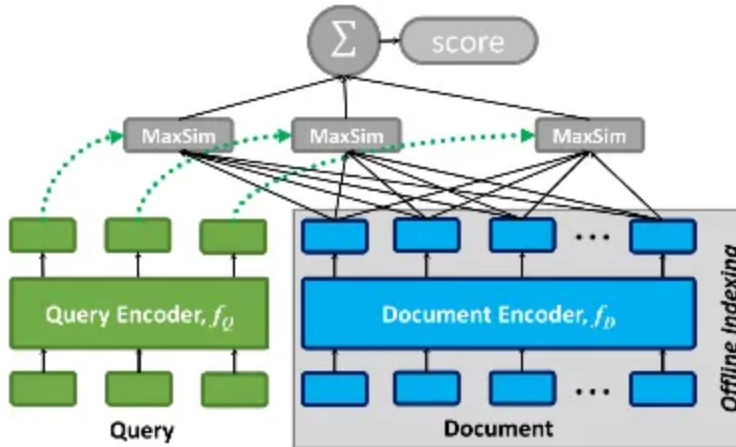 Σ score
MaxSim MaxSim MaxSim
• • •
Query Encoder, f_Q Document Encoder, f_D
• • •
Query Document
Offline Indexing